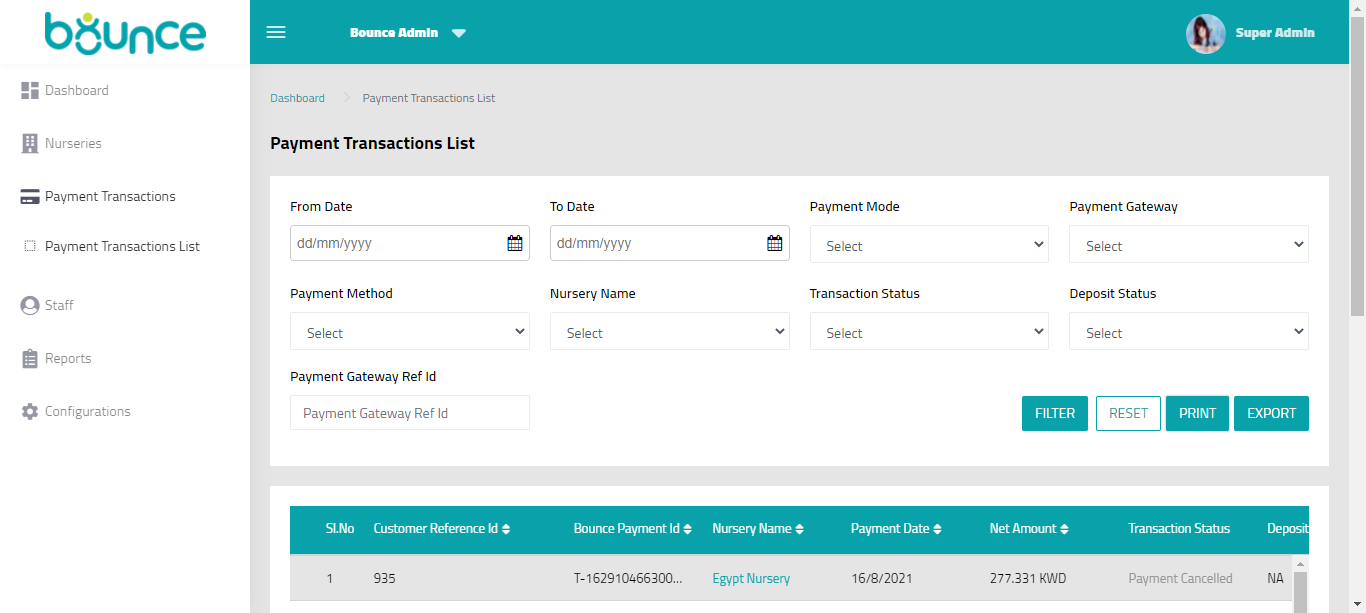 bounce
Bounce Admin
Super Admin
Dashboard
Nurseries
Payment Transactions
Payment Transactions List
Staff
Reports
Configurations
Dashboard
Payment Transactions List
Payment Transactions List
From Date
To Date
Payment Mode
Payment Gateway
dd/mm/yyyy
dd/mm/yyyy
Select
Select
Payment Method
Nursery Name
Transaction Status
Deposit Status
Select
Select
Select
Select
Payment Gateway Ref Id
Payment Gateway Ref Id
FILTER
RESET
PRINT
EXPORT
Sl.No Customer Reference Id Bounce Payment Id Nursery Name Payment Date Net Amount Transaction Status Deposit
1 935 T-162910466300... Egypt Nursery 16/8/2021 277.331 KWD Payment Cancelled NA